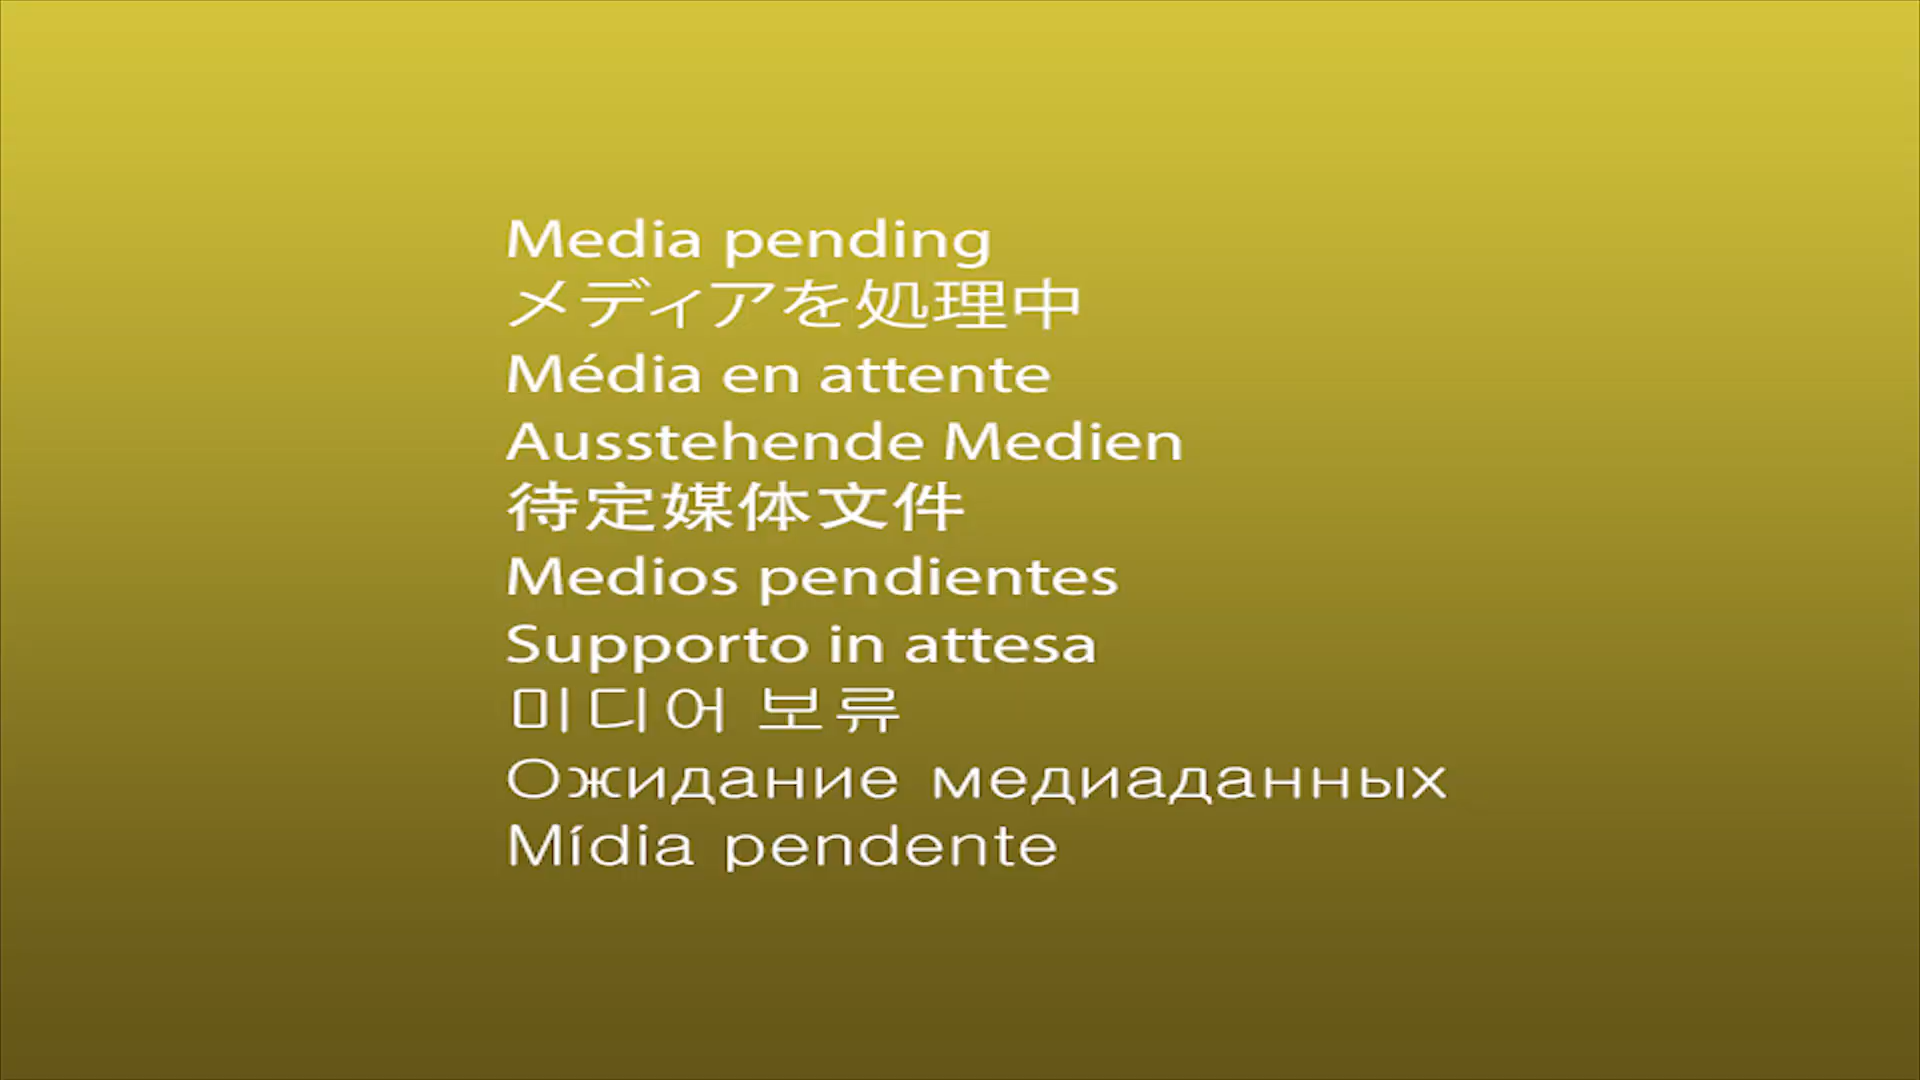 Media pending
メディアを処理中
Média en attente
Ausstehende Medien
待定媒体文件
Medios pendientes
Supporto in attesa
미디어 보류
Ожидание медиаданных
Mídia pendente